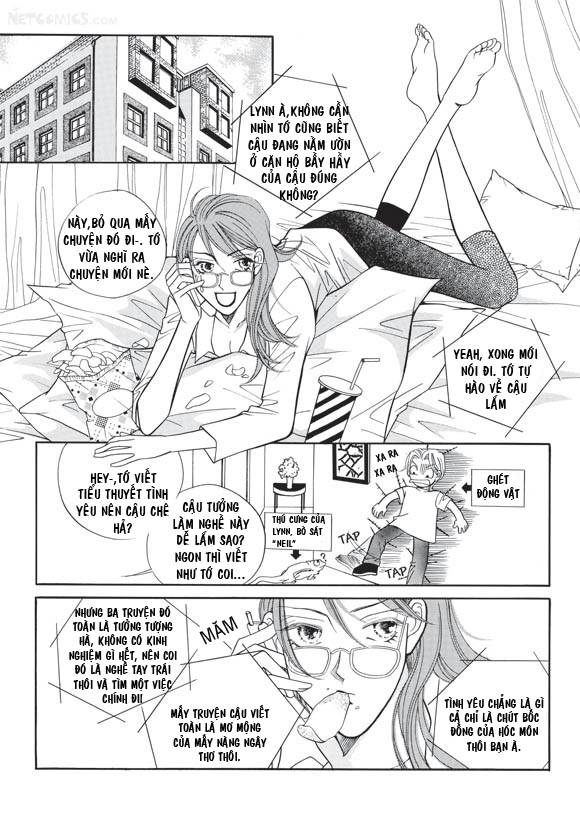 NETCOMICS.COM
LYNN À,KHÔNG CẦN
NHÌN TỚ CŨNG BIẾT
CẬU ĐANG NẰM ƯỜN
Ở CĂN HỘ BẦY HẦY
CỦA CẬU ĐÚNG
KHÔNG?
NÀY,BỎ QUA MẤY
CHUYỆN ĐÓ ĐI-. TỚ
VỪA NGHĨ RA
CHUYỆN MỚI NÈ.
YEAH, XONG MỚI
NÓI ĐI. TỚ TỰ
HÀO VỀ CẬU
LẮM
HEY-,TỚ VIẾT
TIỂU THUYẾT TÌNH
YÊU NÊN CẬU CHÊ
HẢ?
CẬU TƯỞNG
LÀM NGHỀ NÀY
DỄ LẮM SAO?
NGON THÌ VIẾT
NHƯ TỚ COI...
THÚ CƯNG CỦA
LYNN, BÒ SÁT
"NEIL"
XA RA
XA RA
GHÉT
ĐỘNG VẬT
TẠP
TẠP
NHƯNG BA TRUYỆN ĐÓ
TOÀN LÀ TƯỞNG TƯỢNG
HẢ, KHÔNG CÓ KINH
NGHIỆM GÌ HẾT, NÊN COI
ĐÓ LÀ NGHỀ TAY TRÁI
THÔI VÀ TÌM MỘT VIỆC
CHÍNH ĐI!
MĂM
MẤY TRUYỆN CẬU VIẾT
TOÀN LÀ MƠ MỘNG
CỦA MẤY NÀNG NGÂY
THƠ THÔI.
TÌNH YÊU CHẲNG LÀ GÌ
CẢ CHỈ LÀ CHÚT BỐC
ĐỒNG CỦA HÓC MÔN
THÔI BẠN À.